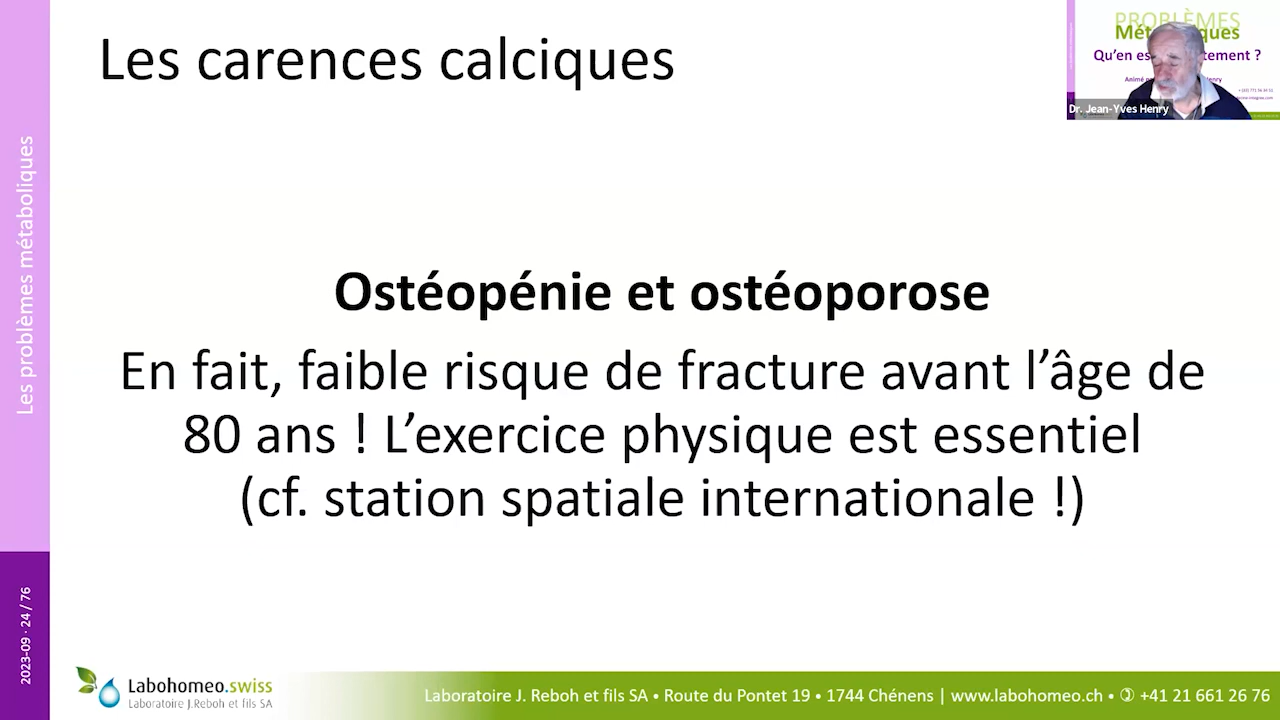 Les carences calciques
PROBLÈMES
Qu'en es
tement ?
Dr. Jean-Yves Henry
Les problèmes métaboliques
Ostéopénie et ostéoporose
En fait, faible risque de fracture avant l'âge de
80 ans ! L'exercice physique est essentiel
(cf. station spatiale internationale !)
2023-09 · 24 / 76
Labohomeo.swiss
Laboratoire J.Reboh et fils SA
Laboratoire J. Reboh et fils SA • Route du Pontet 19 • 1744 Chénens | www.labohomeo.ch • ✆ +41 21 661 26 76